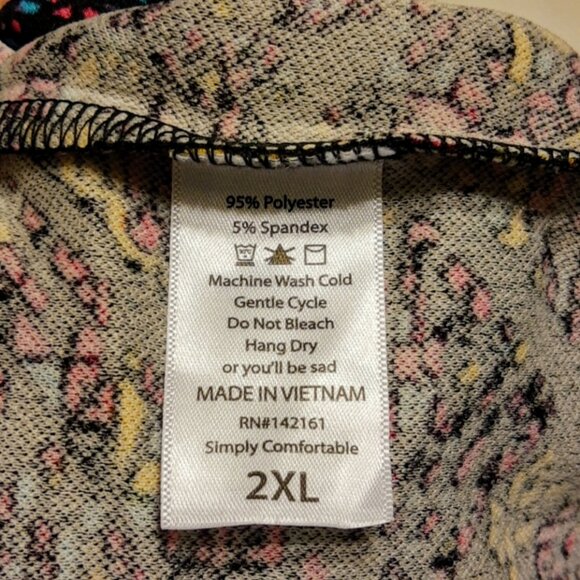 95% Polyester
5% Spandex
Machine Wash Cold
Gentle Cycle
Do Not Bleach
Hang Dry
or you'll be sad
MADE IN VIETNAM
RN#142161
Simply Comfortable
2XL